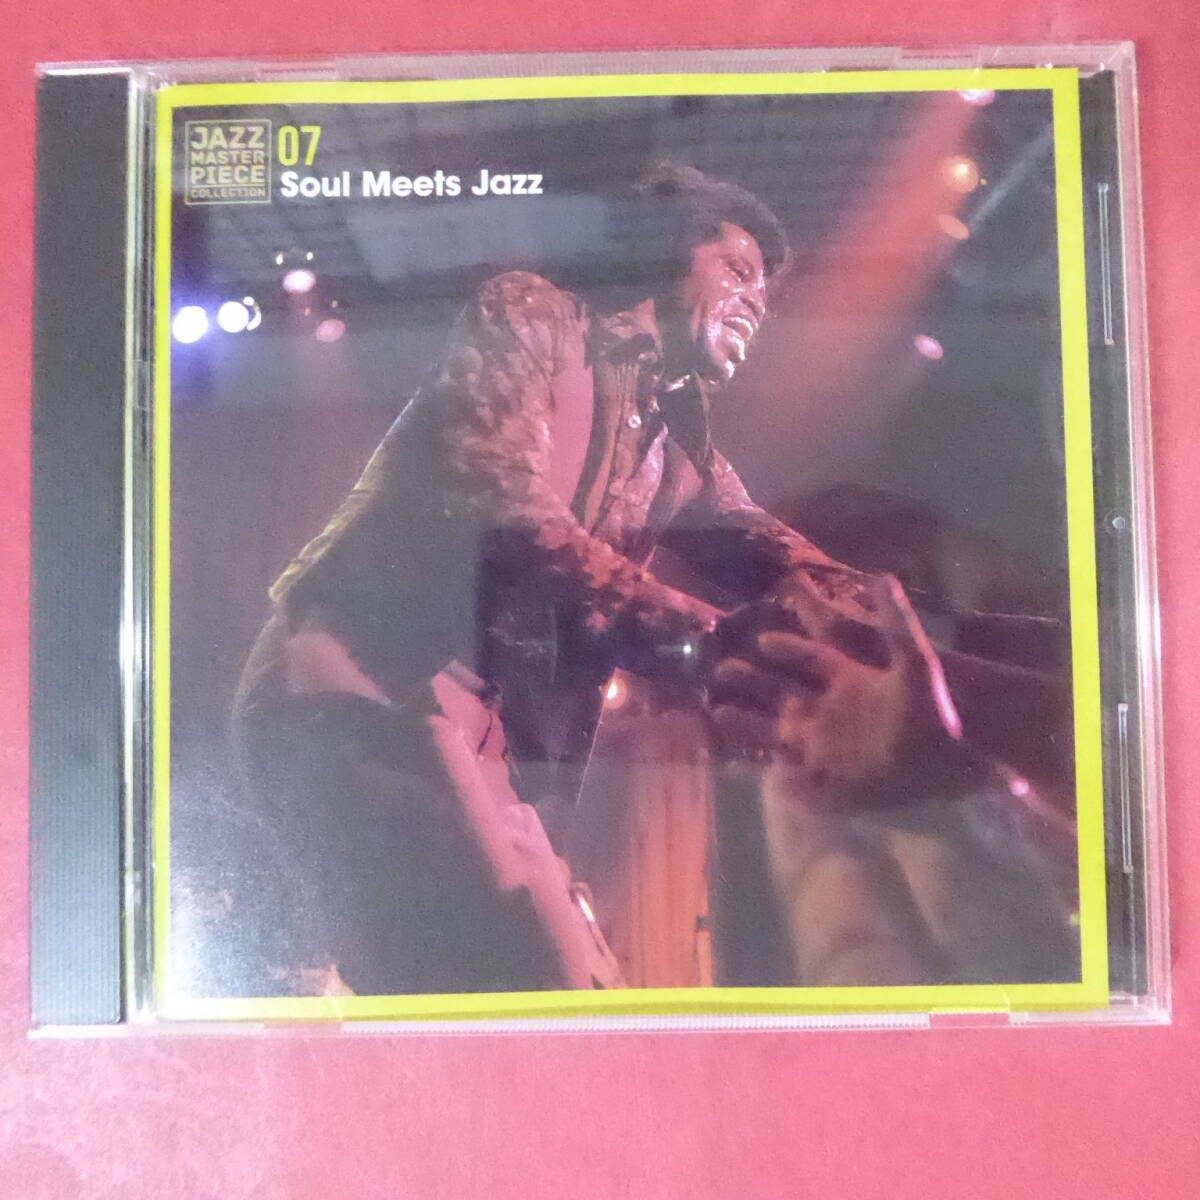 JAZZ
MASTER
PIECE
COLLECTION
07
Soul Meets Jazz